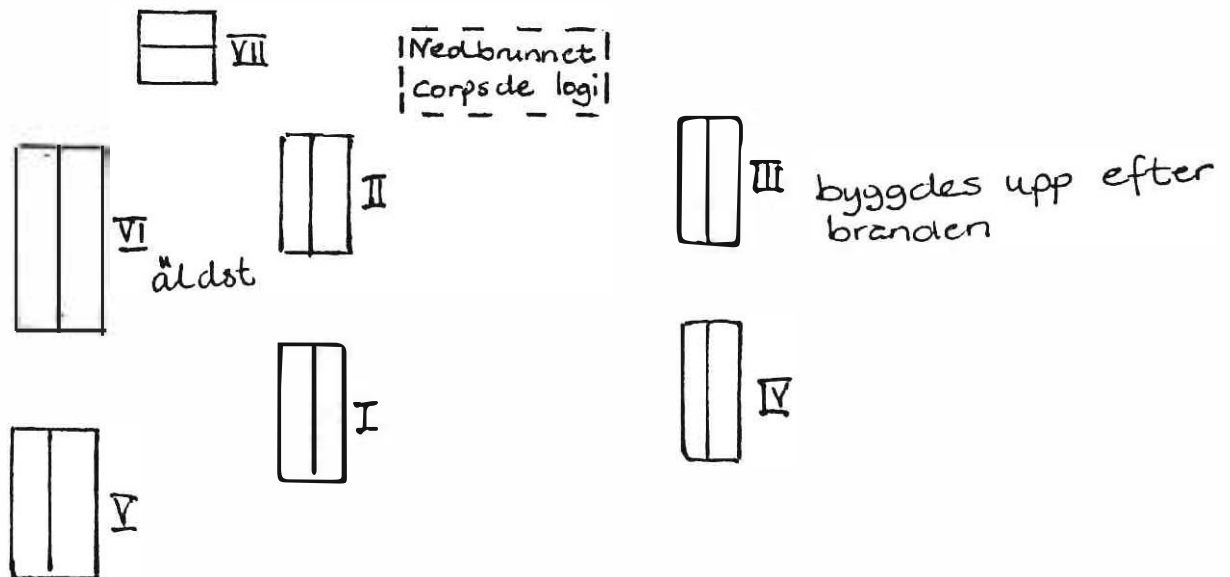 VII
Nedbrunnet
corps de logi
II
III
byggdes upp efter
branden
VI
äldst
I
IV
V